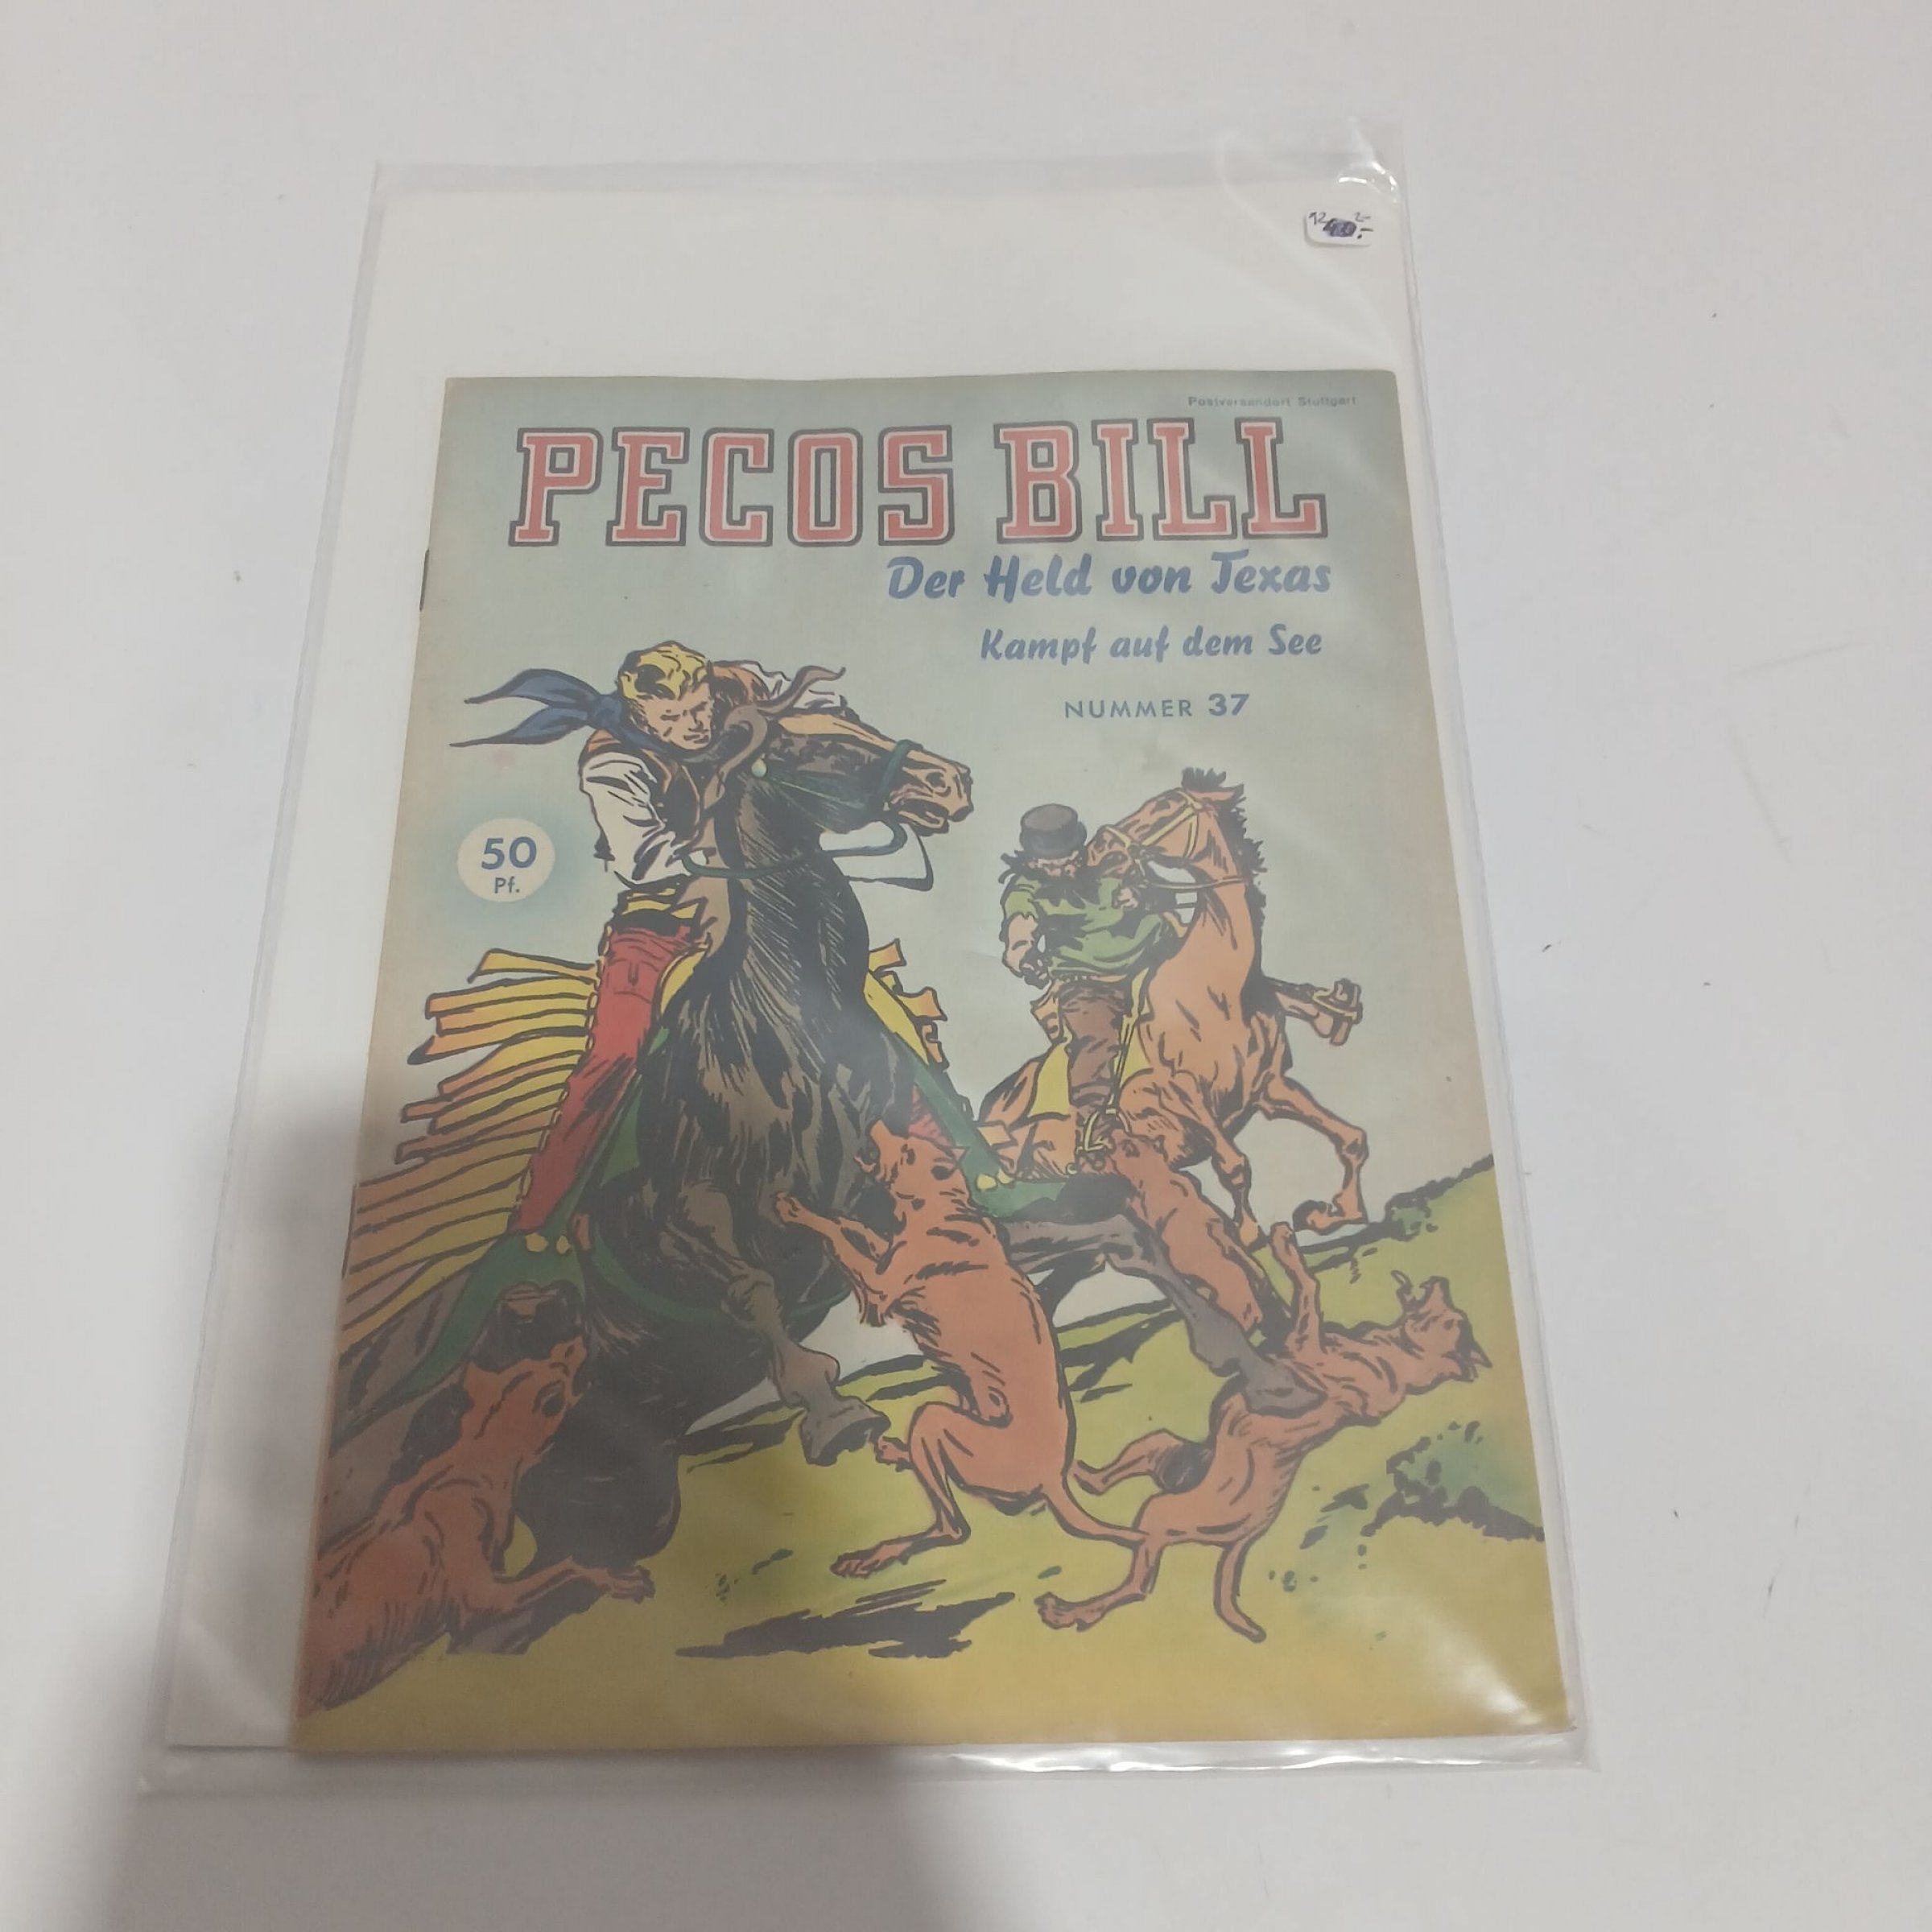 Postversandort Stuttgart
PECOS BILL
Der Held von Texas
Kampf auf dem See
NUMMER 37
50
Pf.